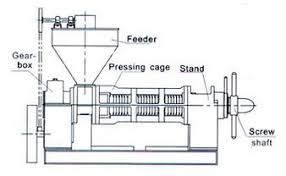 Feeder
Gear-
box
Pressing cage
Stand
Screw
shaft